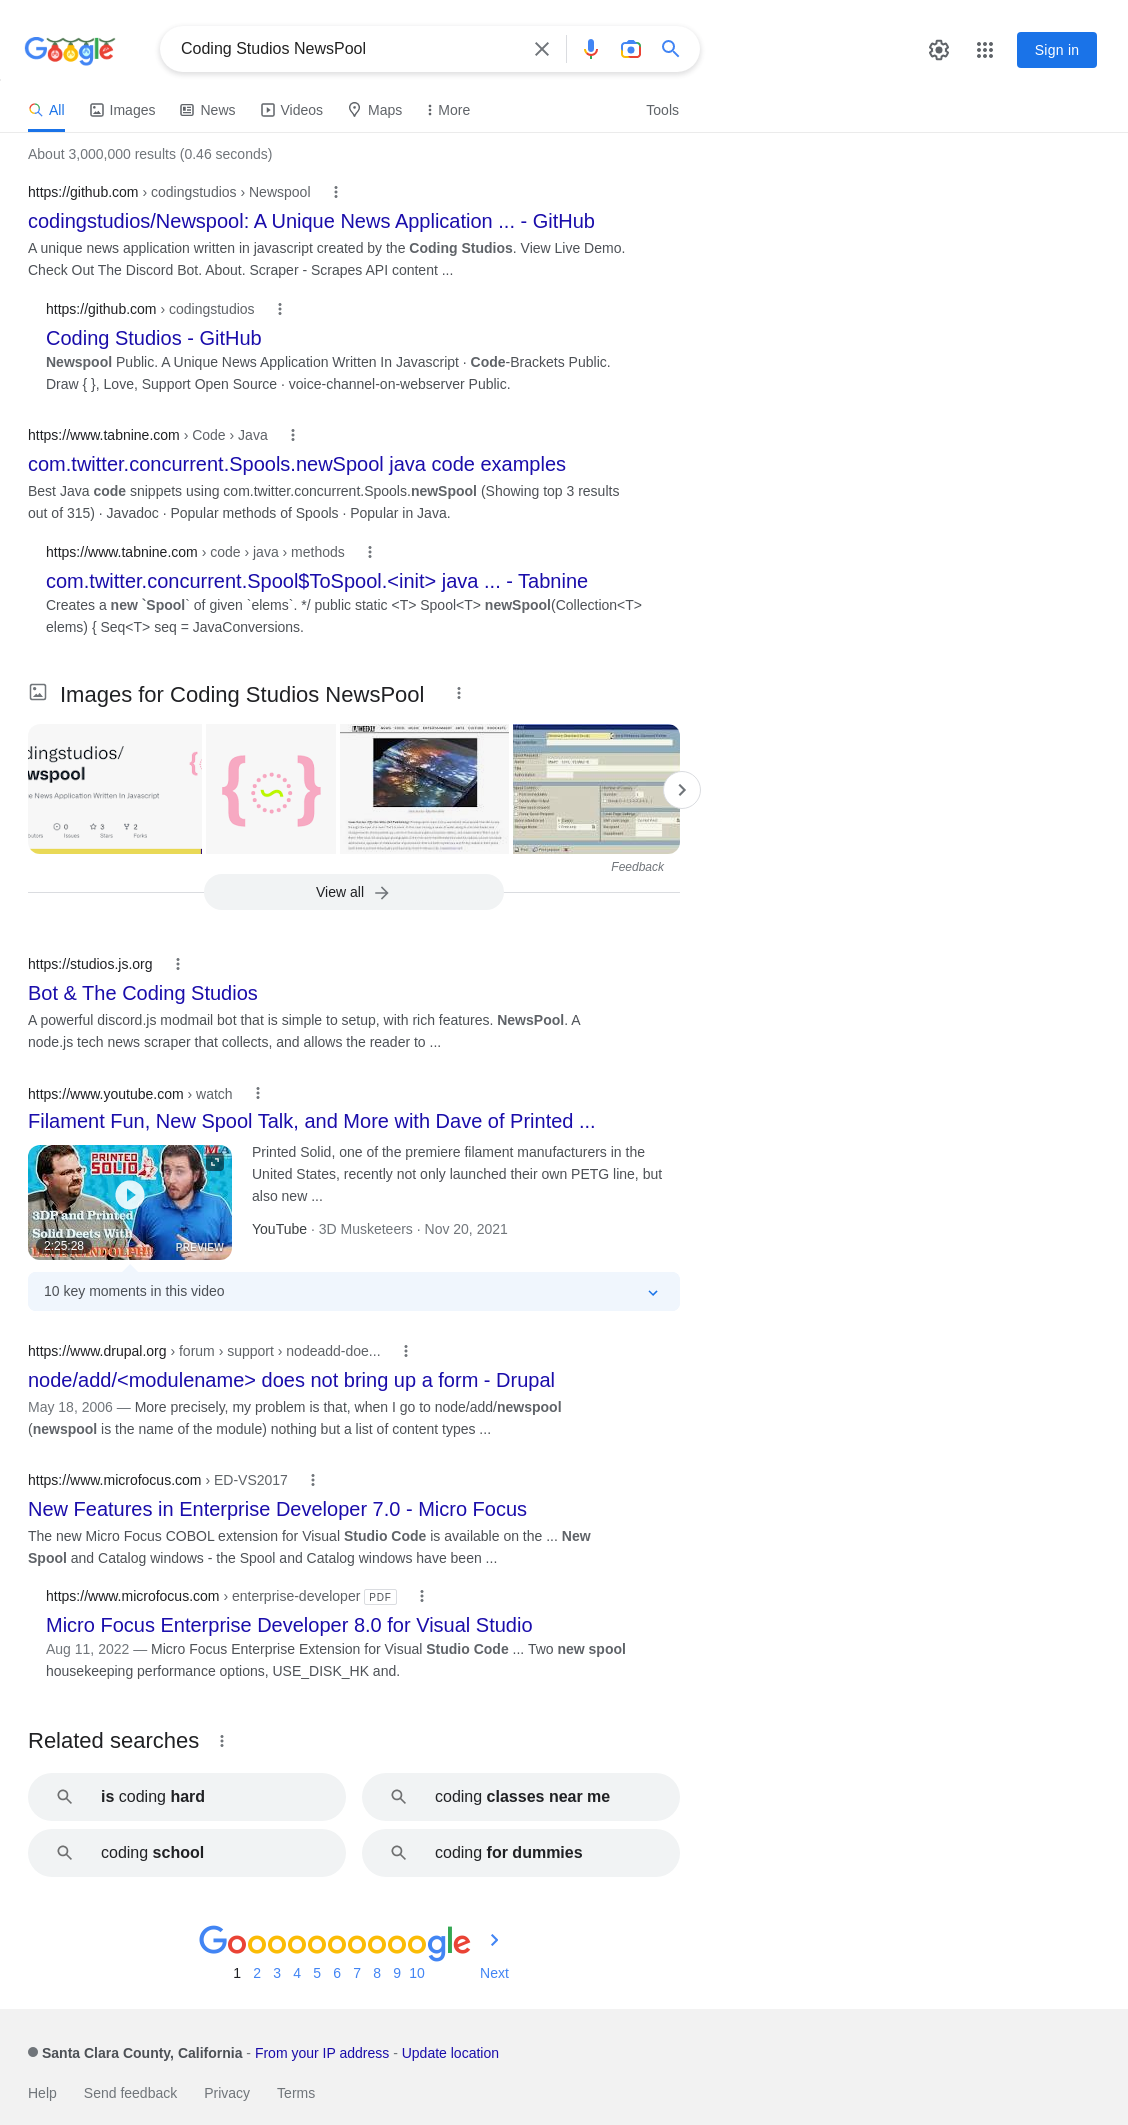 Google
Coding Studios NewsPool
Sign in
All
Images
News
Videos
Maps
More
Tools
About 3,000,000 results (0.46 seconds)
https://github.com › codingstudios › Newspool
codingstudios/Newspool: A Unique News Application ... - GitHub
A unique news application written in javascript created by the Coding Studios. View Live Demo.
Check Out The Discord Bot. About. Scraper - Scrapes API content ...
https://github.com › codingstudios
Coding Studios - GitHub
Newspool Public. A Unique News Application Written In Javascript · Code-Brackets Public.
Draw { }, Love, Support Open Source · voice-channel-on-webserver Public.
https://www.tabnine.com › Code › Java
com.twitter.concurrent.Spools.newSpool java code examples
Best Java code snippets using com.twitter.concurrent.Spools.newSpool (Showing top 3 results
out of 315) · Javadoc · Popular methods of Spools · Popular in Java.
https://www.tabnine.com › code › java › methods
com.twitter.concurrent.Spool$ToSpool.<init> java ... - Tabnine
Creates a new `Spool` of given `elems`. */ public static <T> Spool<T> newSpool(Collection<T>
elems) { Seq<T> seq = JavaConversions.
Images for Coding Studios NewsPool
dingstudios/
wspool
e News Application Written In Javascript
0
3
2
Issues
Stars
Forks
Feedback
View all
https://studios.js.org
Bot & The Coding Studios
A powerful discord.js modmail bot that is simple to setup, with rich features. NewsPool. A
node.js tech news scraper that collects, and allows the reader to ...
https://www.youtube.com › watch
Filament Fun, New Spool Talk, and More with Dave of Printed ...
PRINTED
SOLID
3DP and Printed
Solid Deets With
2:25:28
PREVIEW
Printed Solid, one of the premiere filament manufacturers in the
United States, recently not only launched their own PETG line, but
also new ...
YouTube · 3D Musketeers · Nov 20, 2021
10 key moments in this video
https://www.drupal.org › forum › support › nodeadd-doe...
node/add/<modulename> does not bring up a form - Drupal
May 18, 2006 — More precisely, my problem is that, when I go to node/add/newspool
(newspool is the name of the module) nothing but a list of content types ...
https://www.microfocus.com › ED-VS2017
New Features in Enterprise Developer 7.0 - Micro Focus
The new Micro Focus COBOL extension for Visual Studio Code is available on the ... New
Spool and Catalog windows - the Spool and Catalog windows have been ...
https://www.microfocus.com › enterprise-developer PDF
Micro Focus Enterprise Developer 8.0 for Visual Studio
Aug 11, 2022 — Micro Focus Enterprise Extension for Visual Studio Code ... Two new spool
housekeeping performance options, USE_DISK_HK and.
Related searches
is coding hard
coding classes near me
coding school
coding for dummies
Goooooooooogle
1 2 3 4 5 6 7 8 9 10 Next
Santa Clara County, California - From your IP address - Update location
Help Send feedback Privacy Terms